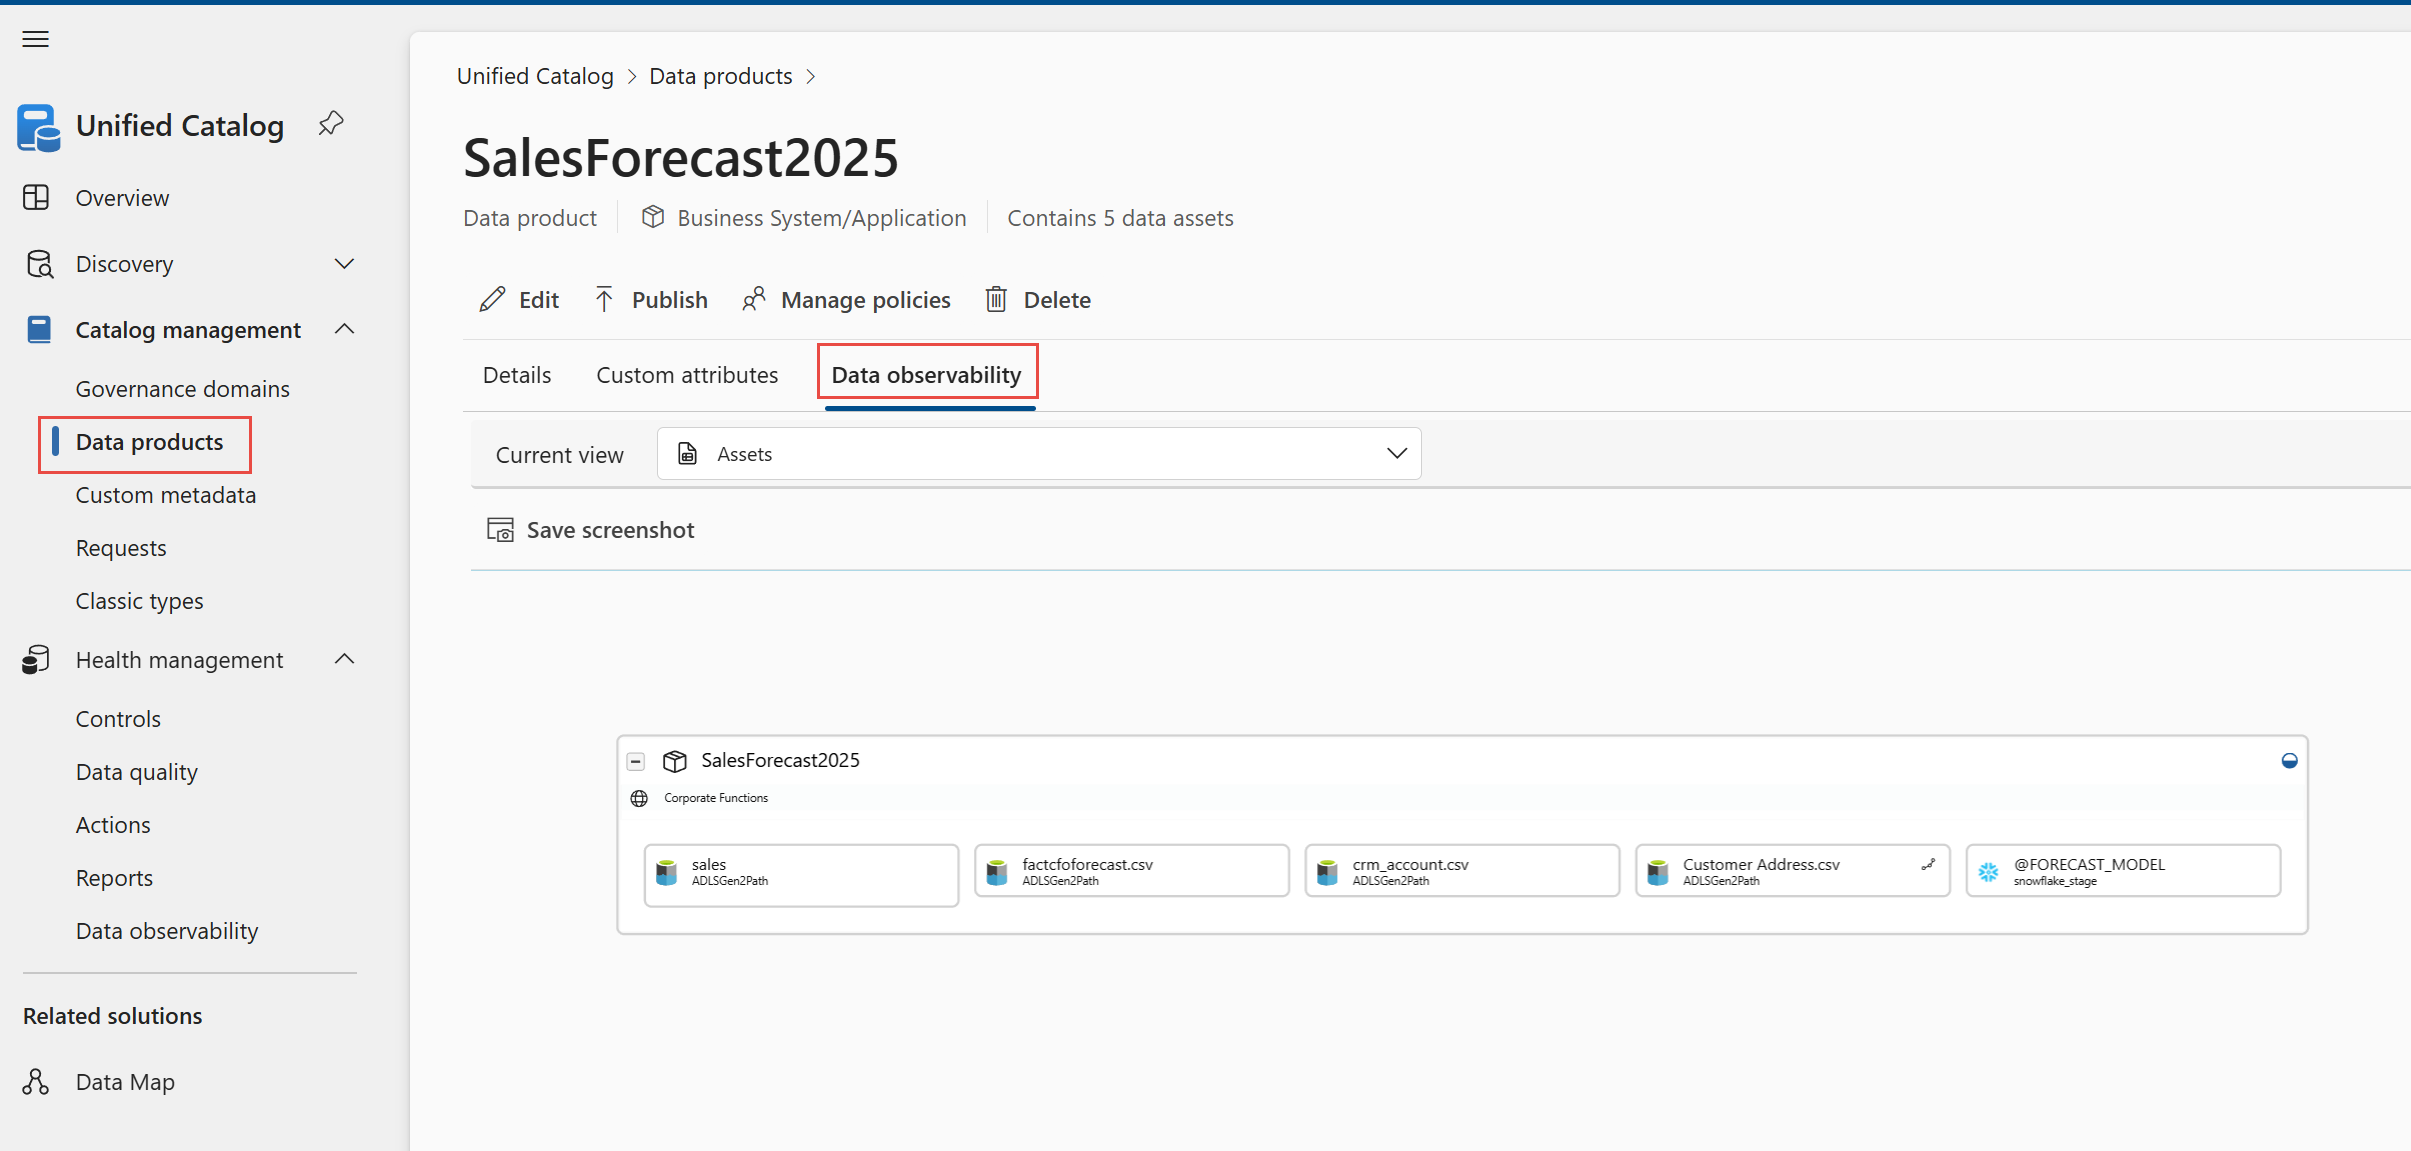 Unified Catalog
Overview
Discovery
Catalog management
Governance domains
Data products
Custom metadata
Requests
Classic types
Health management
Controls
Data quality
Actions
Reports
Data observability
Related solutions
Data Map
Unified Catalog > Data products >
SalesForecast2025
Data product Business System/Application Contains 5 data assets
Edit Publish Manage policies Delete
Details Custom attributes Data observability
Current view Assets
Save screenshot
SalesForecast2025
Corporate Functions
sales
ADLSGen2Path
factcfoforecast.csv
ADLSGen2Path
crm_account.csv
ADLSGen2Path
Customer Address.csv
ADLSGen2Path
@FORECAST_MODEL
snowflake_stage